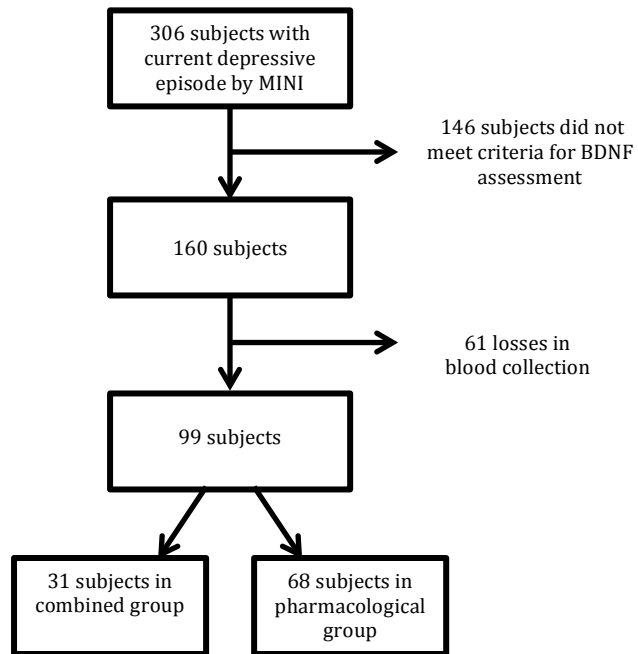 306 subjects with
current depressive
episode by MINI
146 subjects did not
meet criteria for BDNF
assessment
160 subjects
61 losses in
blood collection
99 subjects
31 subjects in
combined group
68 subjects in
pharmacological
group